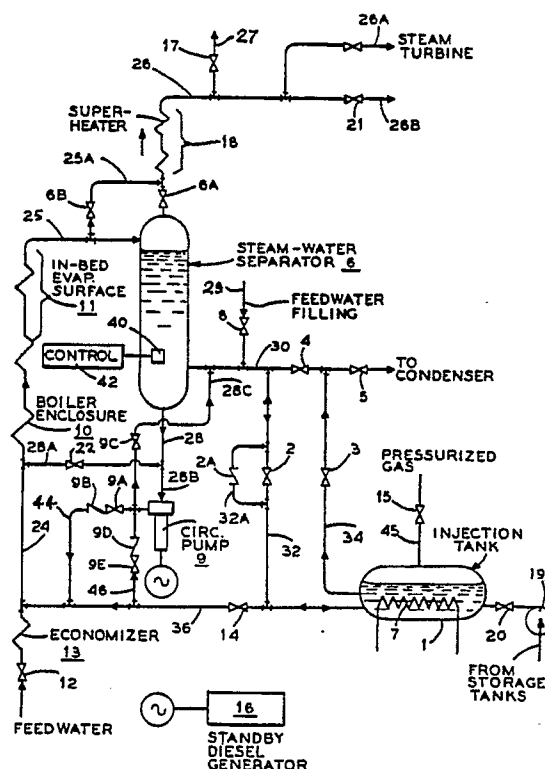 26A
27
17
STEAM
TURBINE
26
SUPER-
HEATER
18
21
26B
25A
6A
6B
25
STEAM-WATER
SEPARATOR 6
IN-BED
EVAP.
SURFACE
11
29
FEEDWATER
FILLING
8
40
CONTROL
42
30
4
TO
CONDENSER
5
28C
BOILER
ENCLOSURE
10
9C
28
2
2A
3
PRESSURIZED
GAS
28A
22
28B
9B
9A
15
44
32A
INJECTION
TANK
45
24
9D
CIRC.
PUMP
9
32
34
9E
46
19
36
14
7
1
20
ECONOMIZER
13
FROM
STORAGE
TANKS
12
16
FEEDWATER
STANDBY
DIESEL
GENERATOR